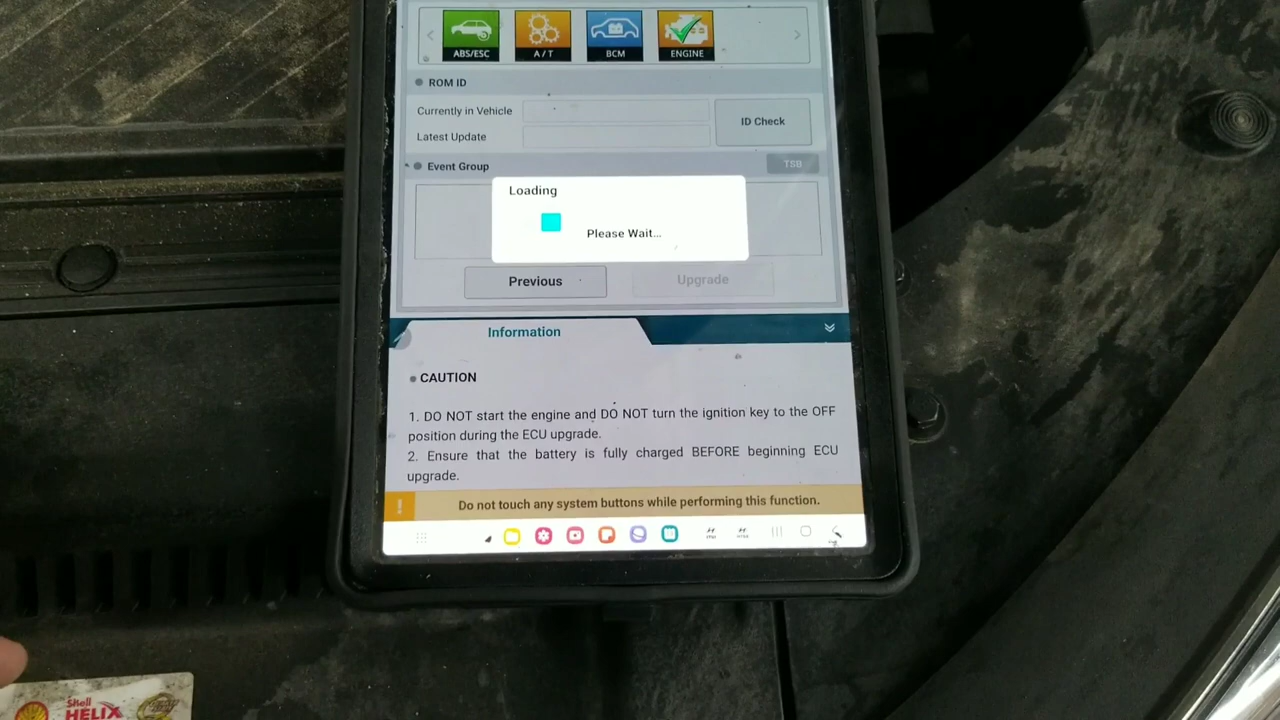 ABS/ESC
A/T
BCM
ENGINE
ROM ID
Currently in Vehicle
ID Check
Latest Update
Event Group
TSB
Loading
Please Wait...
Previous
Upgrade
Information
CAUTION
1. DO NOT start the engine and DO NOT turn the ignition key to the OFF
position during the ECU upgrade.
2. Ensure that the battery is fully charged BEFORE beginning ECU
upgrade.
Do not touch any system buttons while performing this function.
Shell
HELIX